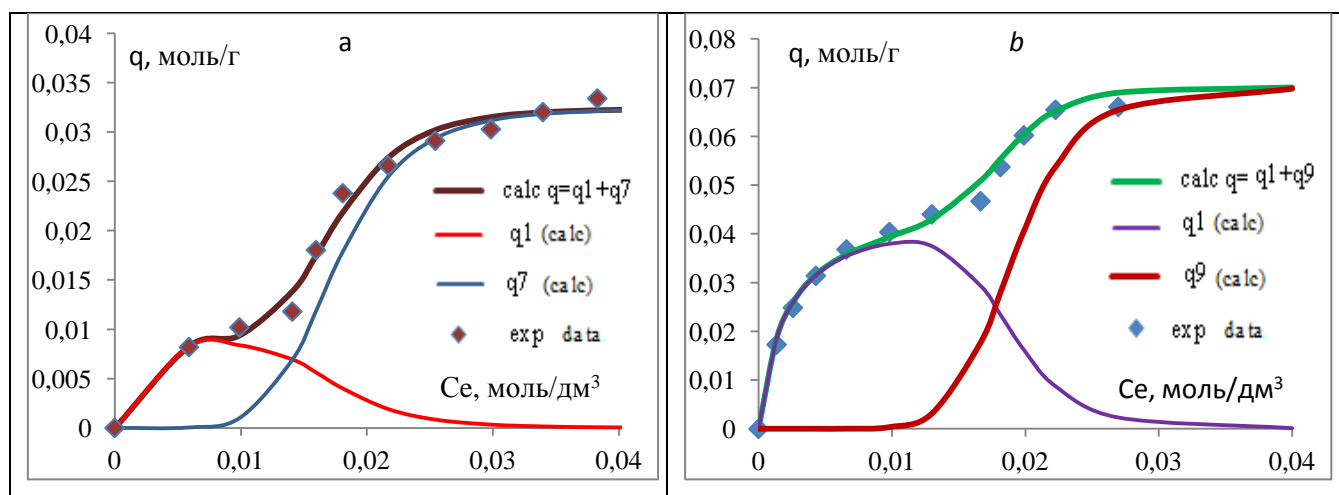 a
q, моль/г
0,04
0,035
0,03
0,025
0,02
0,015
0,01
0,005
0
calc q=q1+q7
q1 (calc)
q7 (calc)
exp data
Ce, моль/дм³
0 0,01 0,02 0,03 0,04
b
q, моль/г
0,08
0,07
0,06
0,05
0,04
0,03
0,02
0,01
0
calc q= q1+q9
q1 (calc)
q9 (calc)
exp data
Ce, моль/дм³
0 0,01 0,02 0,03 0,04